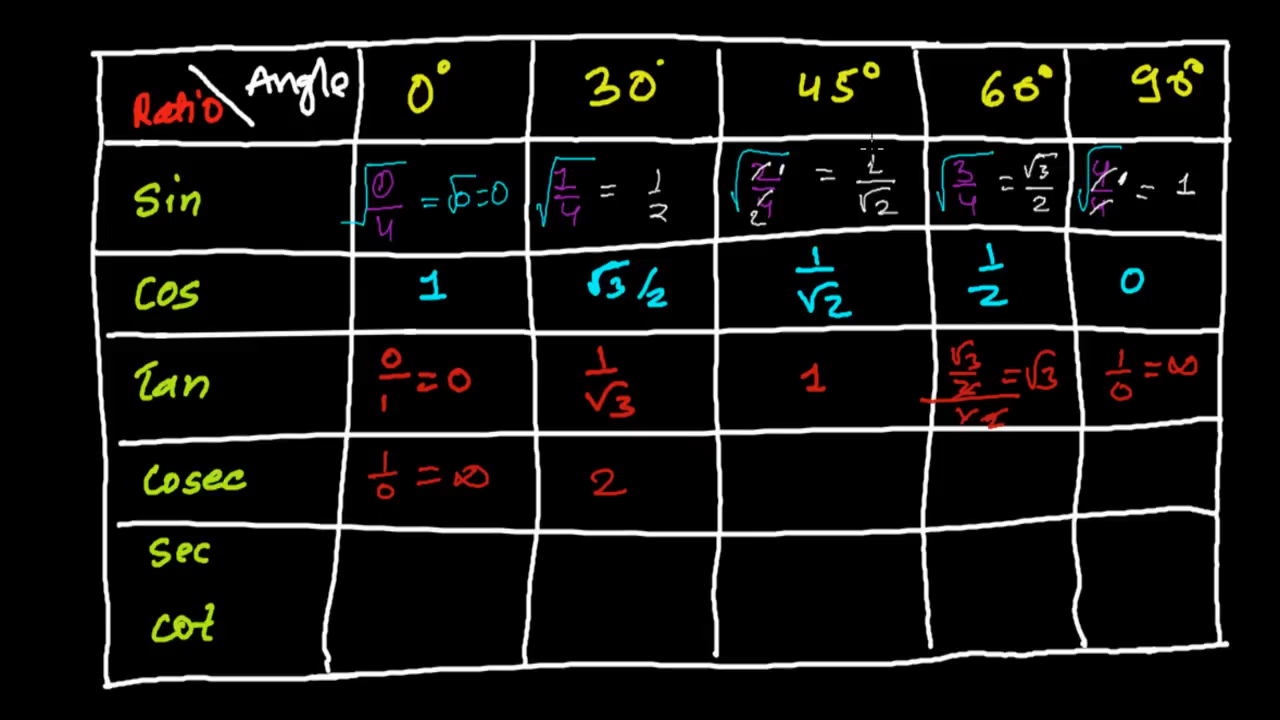 Ratio \ Angle 0° 30° 45° 60° 90°
Sin √(0/4) = √0 = 0 √(1/4) = 1/2 √(2/4) = 1/√2 √(3/4) = √3/2 √(4/4) = 1
Cos 1 √3/2 1/√2 1/2 0
Tan 0/1 = 0 1/√3 1 = √3 1/0 = ∞
Cosec 1/0 = ∞ 2
Sec
Cot